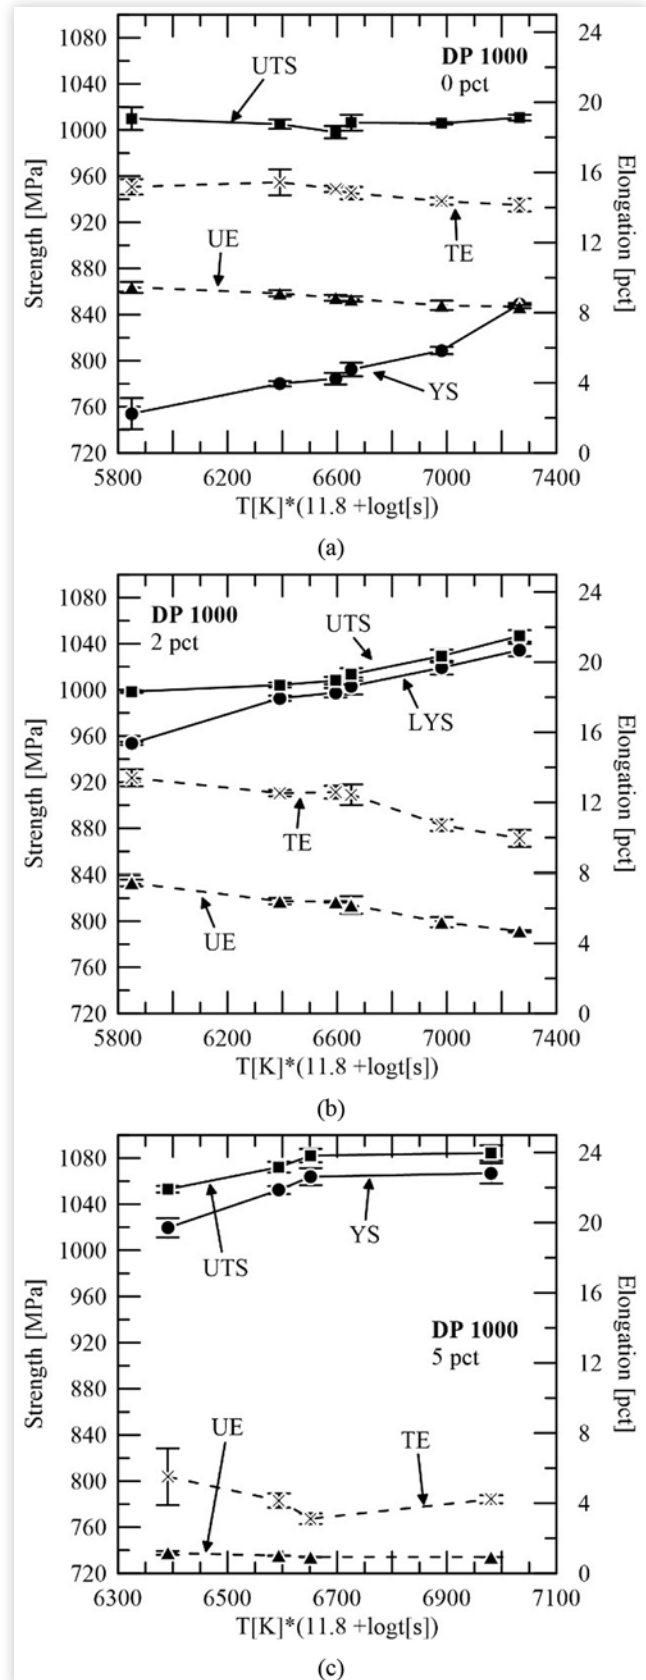 DP 1000
0 pct
UTS
TE
UE
YS
Strength [MPa]
1080
1040
1000
960
920
880
840
800
760
720
Elongation [pct]
24
20
16
12
8
4
0
5800 6200 6600 7000 7400
T[K]*(11.8 +logt[s])
(a)
DP 1000
2 pct
UTS
LYS
TE
UE
Strength [MPa]
1080
1040
1000
960
920
880
840
800
760
720
Elongation [pct]
24
20
16
12
8
4
0
5800 6200 6600 7000 7400
T[K]*(11.8 +logt[s])
(b)
UTS
YS
DP 1000
5 pct
UE
TE
Strength [MPa]
1080
1040
1000
960
920
880
840
800
760
720
Elongation [pct]
24
20
16
12
8
4
0
6300 6500 6700 6900 7100
T[K]*(11.8 +logt[s])
(c)